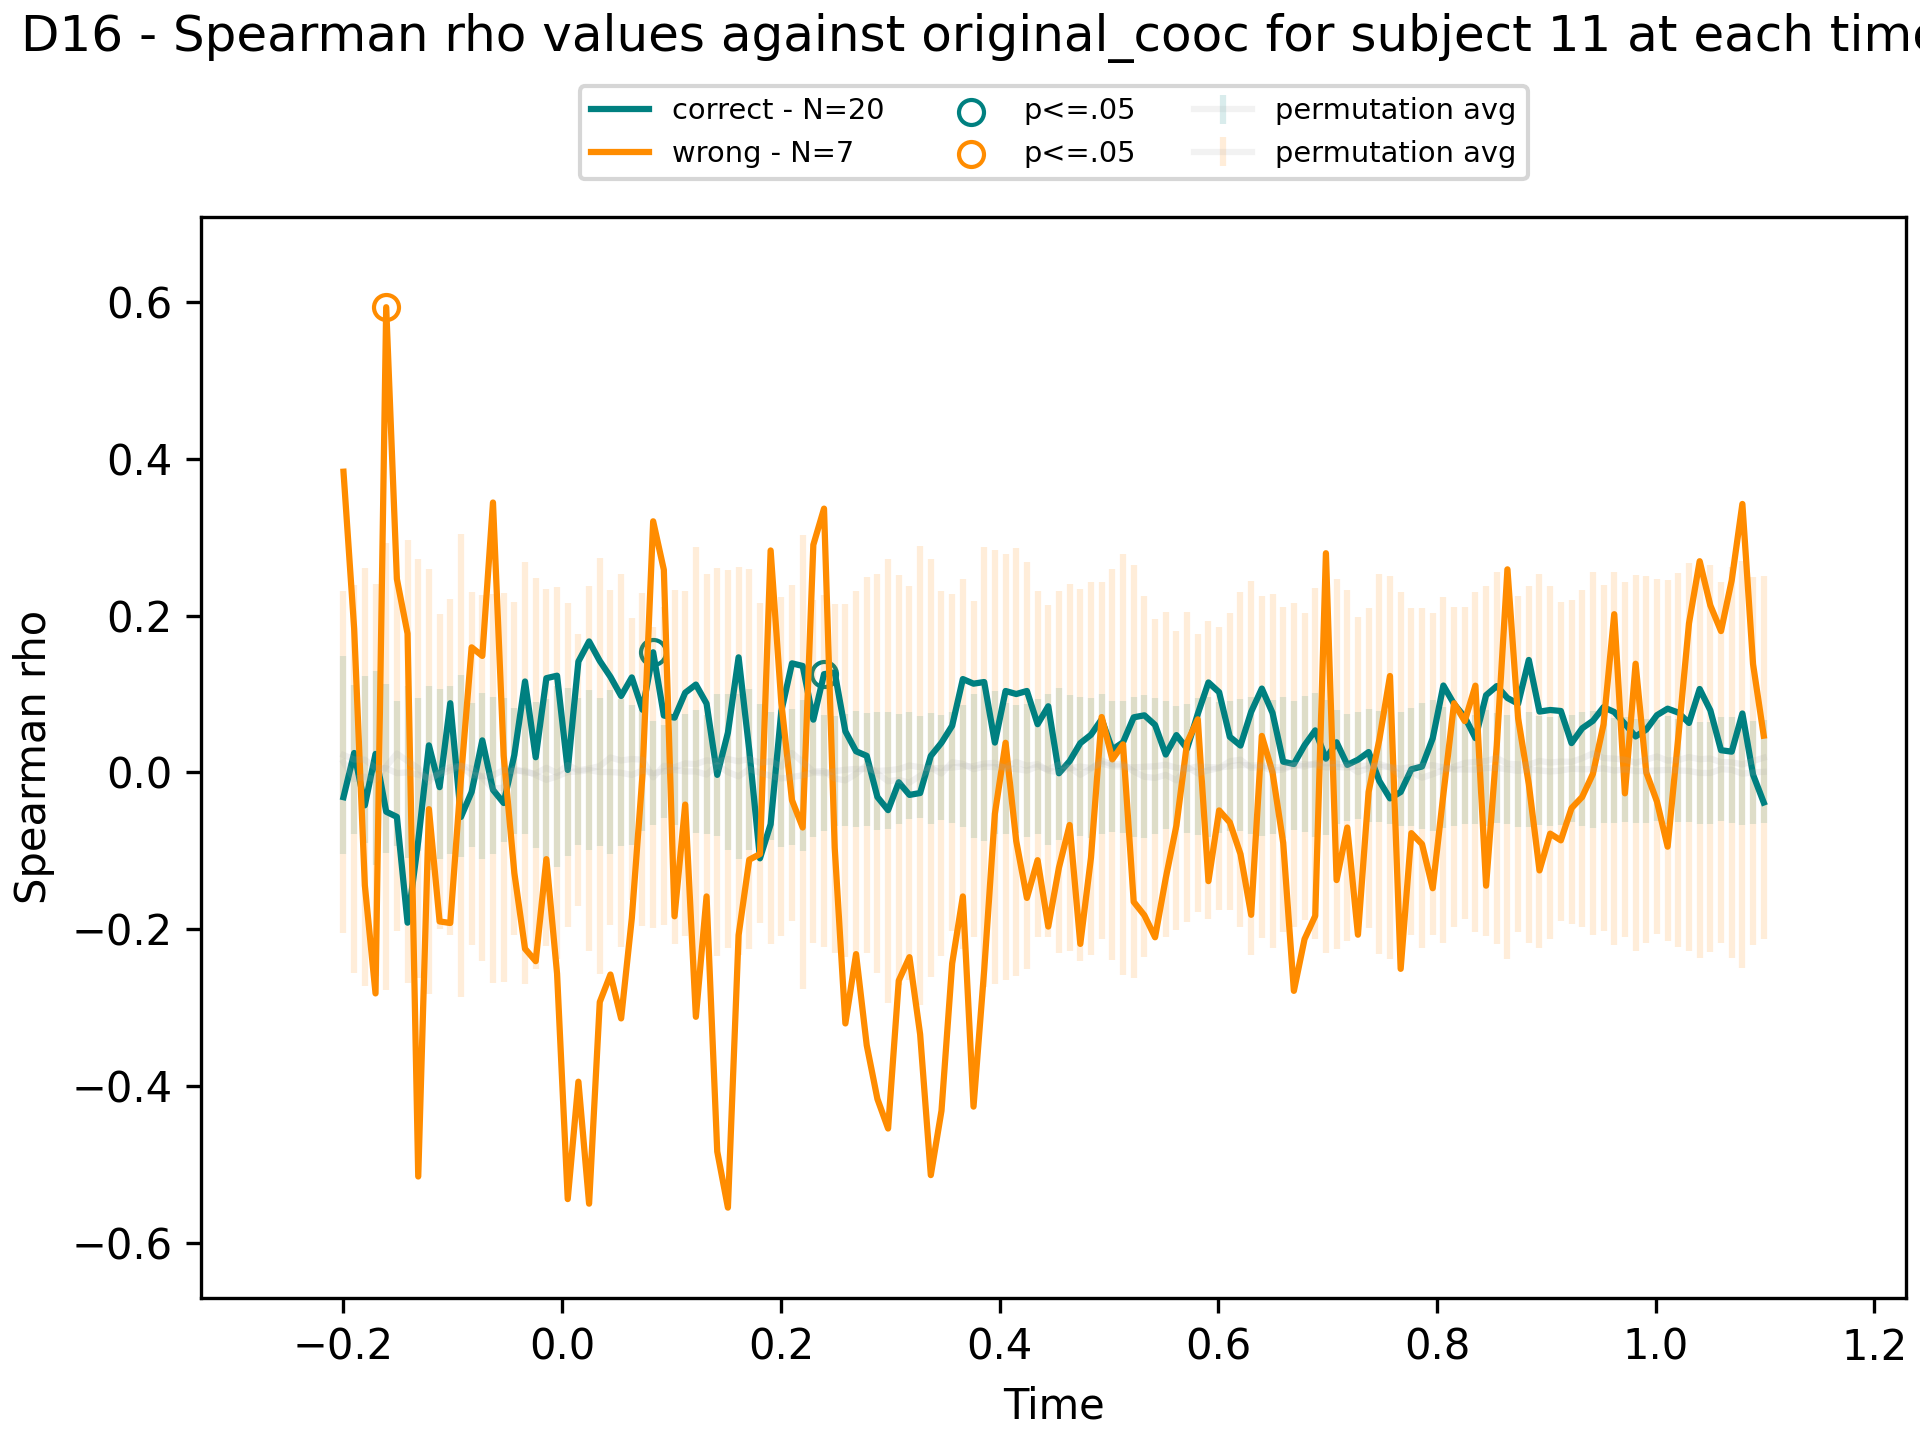 D16 - Spearman rho values against original_cooc for subject 11 at each time
correct - N=20
wrong - N=7
p<=.05
p<=.05
permutation avg
permutation avg
0.6
0.4
0.2
0.0
−0.2
−0.4
−0.6
Spearman rho
−0.2 0.0 0.2 0.4 0.6 0.8 1.0 1.2
Time